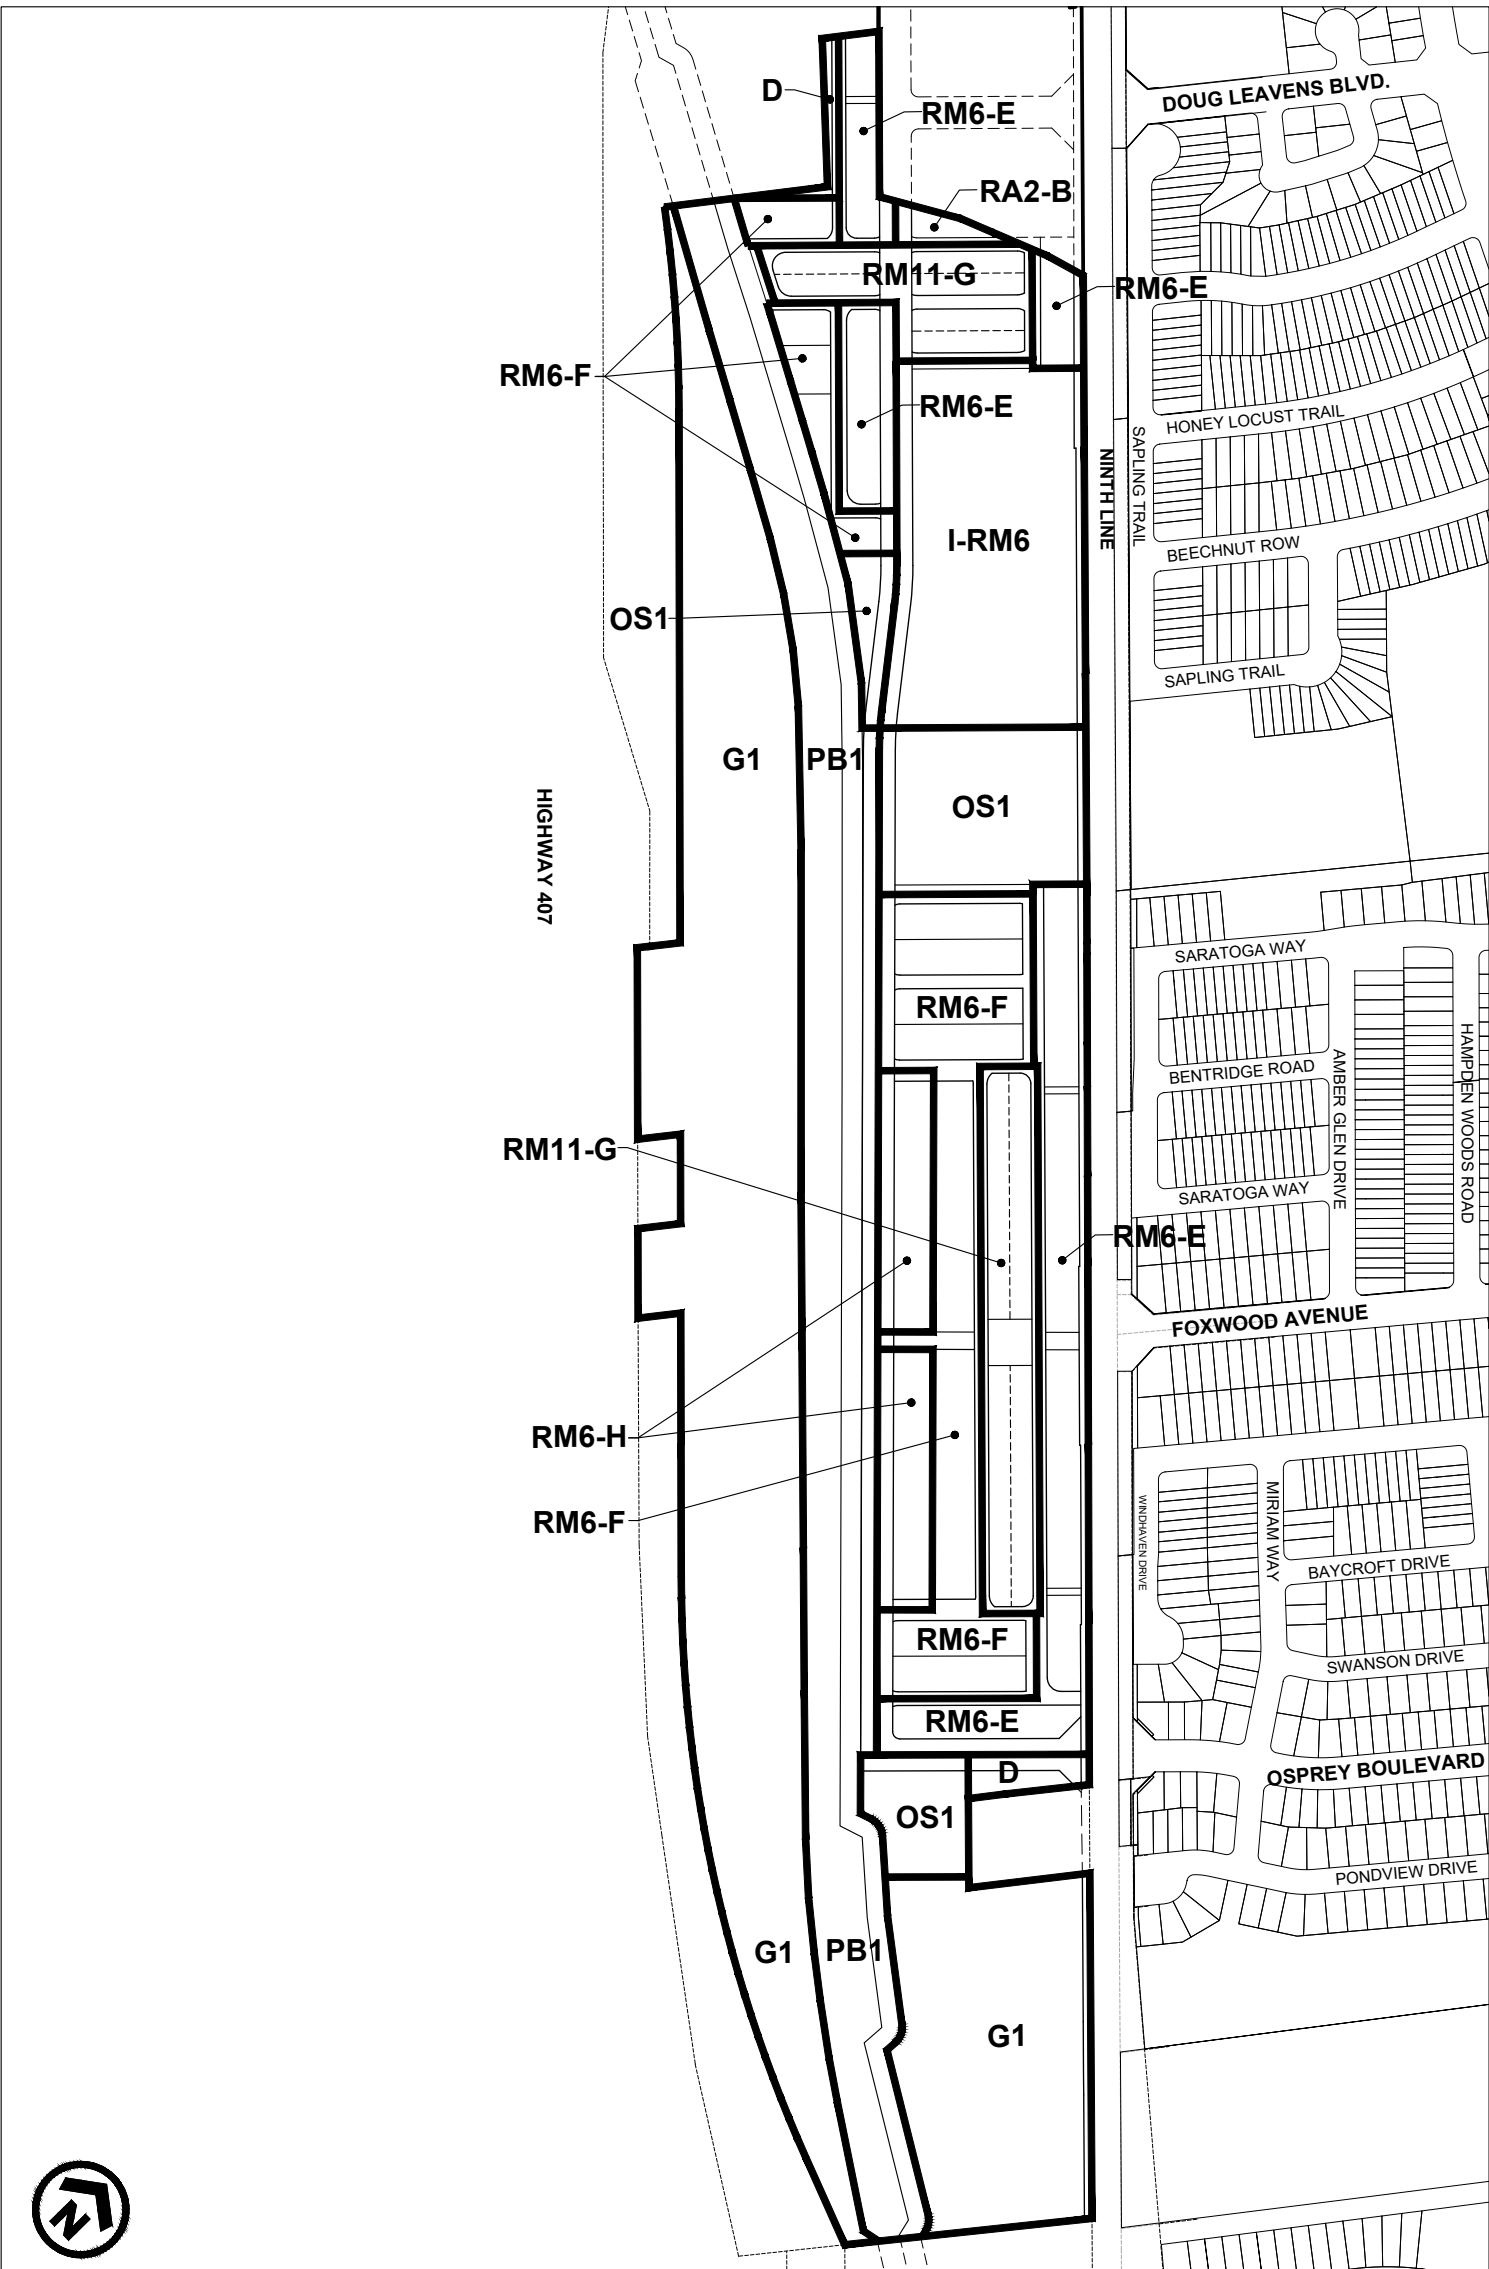 DOUG LEAVENS BLVD.
D
RM6-E
RA2-B
RM11-G
RM6-E
RM6-F
RM6-E
HONEY LOCUST TRAIL
SAPLING TRAIL
NINTH LINE
I-RM6
BEECHNUT ROW
OS1
SAPLING TRAIL
G1
PB1
OS1
HIGHWAY 407
SARATOGA WAY
RM6-F
BENTRIDGE ROAD
AMBER GLEN DRIVE
HAMPDEN WOODS ROAD
RM11-G
SARATOGA WAY
RM6-E
FOXWOOD AVENUE
RM6-H
RM6-F
WINDHAVEN DRIVE
MIRIAM WAY
BAYCROFT DRIVE
RM6-F
SWANSON DRIVE
RM6-E
D
OSPREY BOULEVARD
OS1
PONDVIEW DRIVE
G1
PB1
G1
N